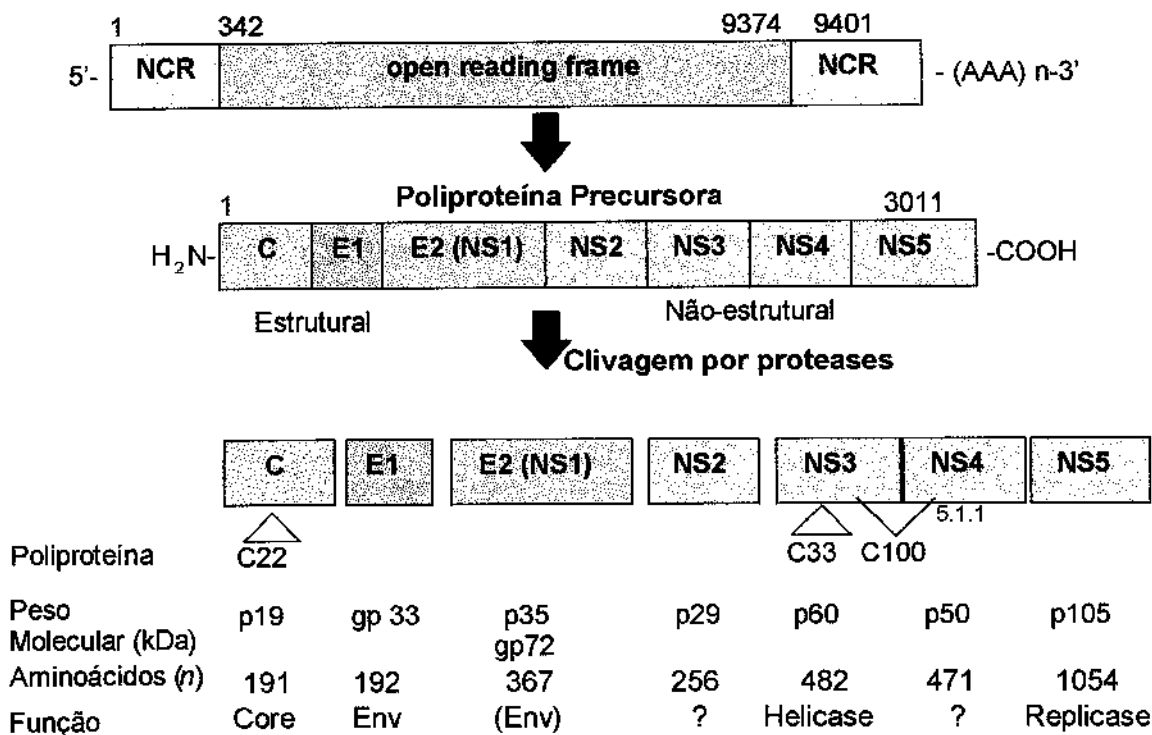 1 342 9374 9401
5'- NCR open reading frame NCR - (AAA) n-3'
Poliproteína Precursora
1 3011
H₂N- C E1 E2 (NS1) NS2 NS3 NS4 NS5 -COOH
Estrutural Não-estrutural
Clivagem por proteases
C E1 E2 (NS1) NS2 NS3 NS4 NS5
5.1.1
Poliproteína C22 C33 C100
Peso p19 gp 33 p35 p29 p60 p50 p105
Molecular (kDa) gp72
Aminoácidos (n) 191 192 367 256 482 471 1054
Função Core Env (Env) ? Helicase ? Replicase